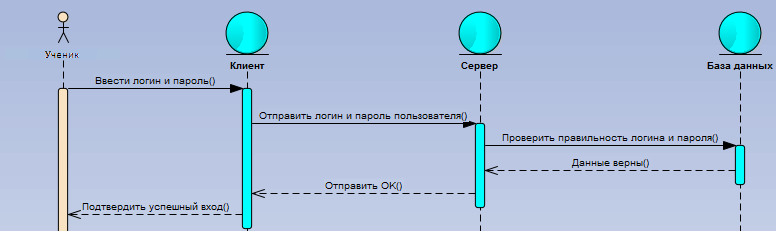 Ученик
Клиент
Сервер
База данных
Ввести логин и пароль()
Отправить логин и пароль пользователя()
Проверить правильность логина и пароля()
Данные верны()
Отправить ОК()
Подтвердить успешный вход()